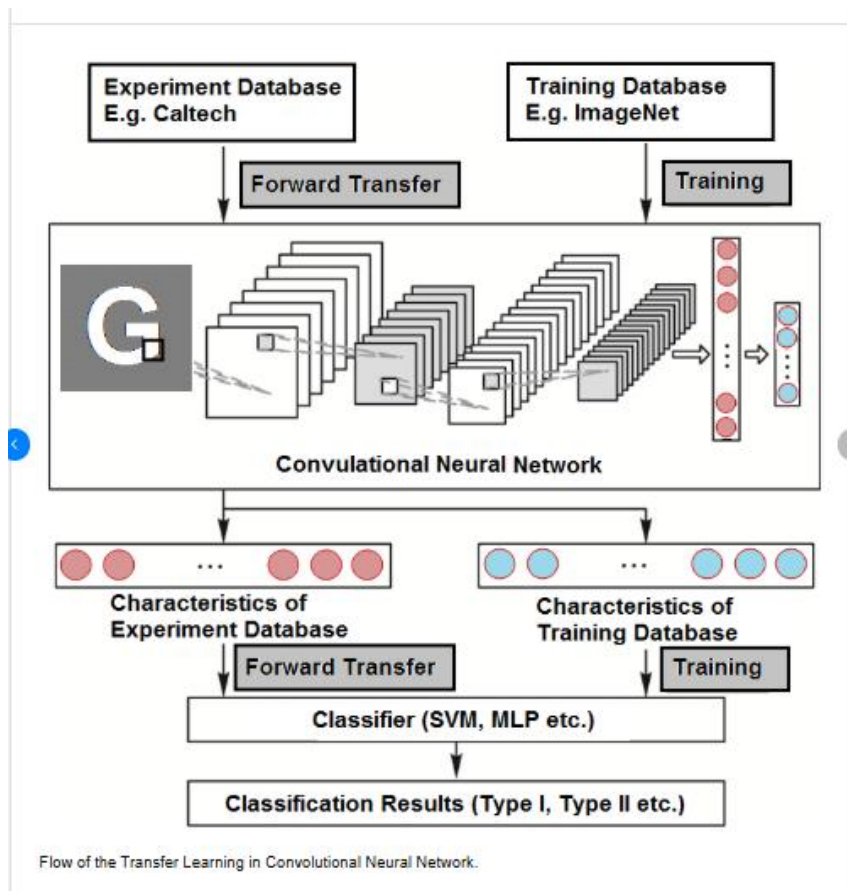 Experiment Database
E.g. Caltech
Training Database
E.g. ImageNet
Forward Transfer
Training
G
Convulational Neural Network
...
...
Characteristics of
Experiment Database
Characteristics of
Training Database
Forward Transfer
Training
Classifier (SVM, MLP etc.)
Classification Results (Type I, Type II etc.)
Flow of the Transfer Learning in Convolutional Neural Network.